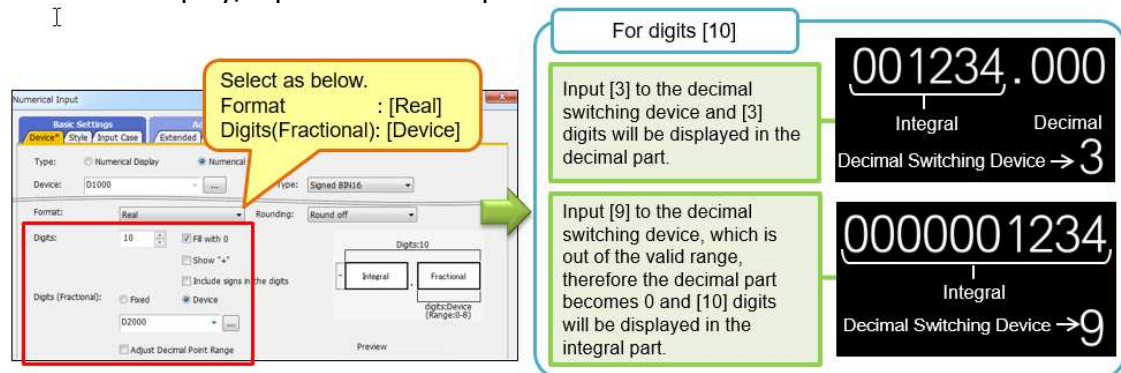 Select as below.
Format : [Real]
Digits(Fractional): [Device]
Numerical Input
Basic Settings
Device* Style Input Case Extended
Type: Numerical Display Numerical
Device: D1000 ... Type: Signed BIN16
Format: Real Rounding: Round off
Digits: 10 Fill with 0
Show "+"
Include signs in the digits
Digits (Fractional): Fixed Device
D2000 ...
Adjust Decimal Point Range
Digits:10
- Integral . Fractional
digits:Device
(Range:0-8)
Preview
For digits [10]
Input [3] to the decimal
switching device and [3]
digits will be displayed in the
decimal part.
001234.000
Integral Decimal
Decimal Switching Device → 3
Input [9] to the decimal
switching device, which is
out of the valid range,
therefore the decimal part
becomes 0 and [10] digits
will be displayed in the
integral part.
0000001234
Integral
Decimal Switching Device → 9